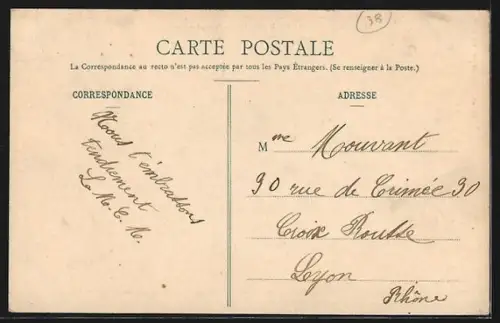 38
CARTE POSTALE
La Correspondance au recto n'est pas acceptée par tous les Pays Étrangers. (Se renseigner à la Poste.)
CORRESPONDANCE
Nous t'embrassons
tendrement
L. M. C. M.
ADRESSE
Mme Mouvant
30 rue de Crimée 30
Croix Rousse
Lyon
Rhône